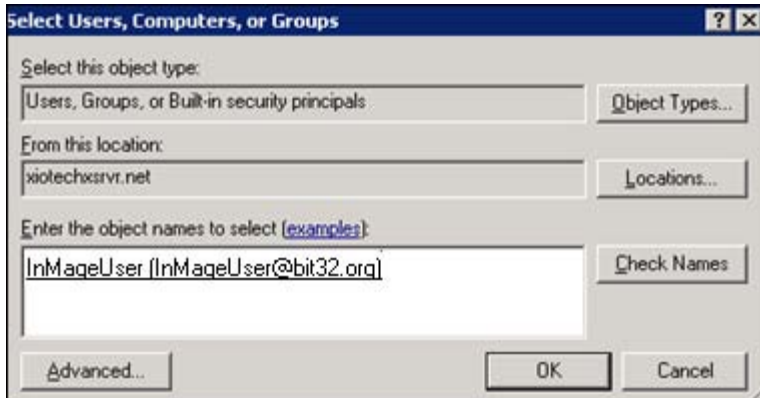 Select Users, Computers, or Groups
Select this object type:
Users, Groups, or Built-in security principals
Object Types...
From this location:
xiotechxsrvr.net
Locations...
Enter the object names to select (examples):
InMageUser (InMageUser@bit32.org)
Check Names
Advanced...
OK
Cancel